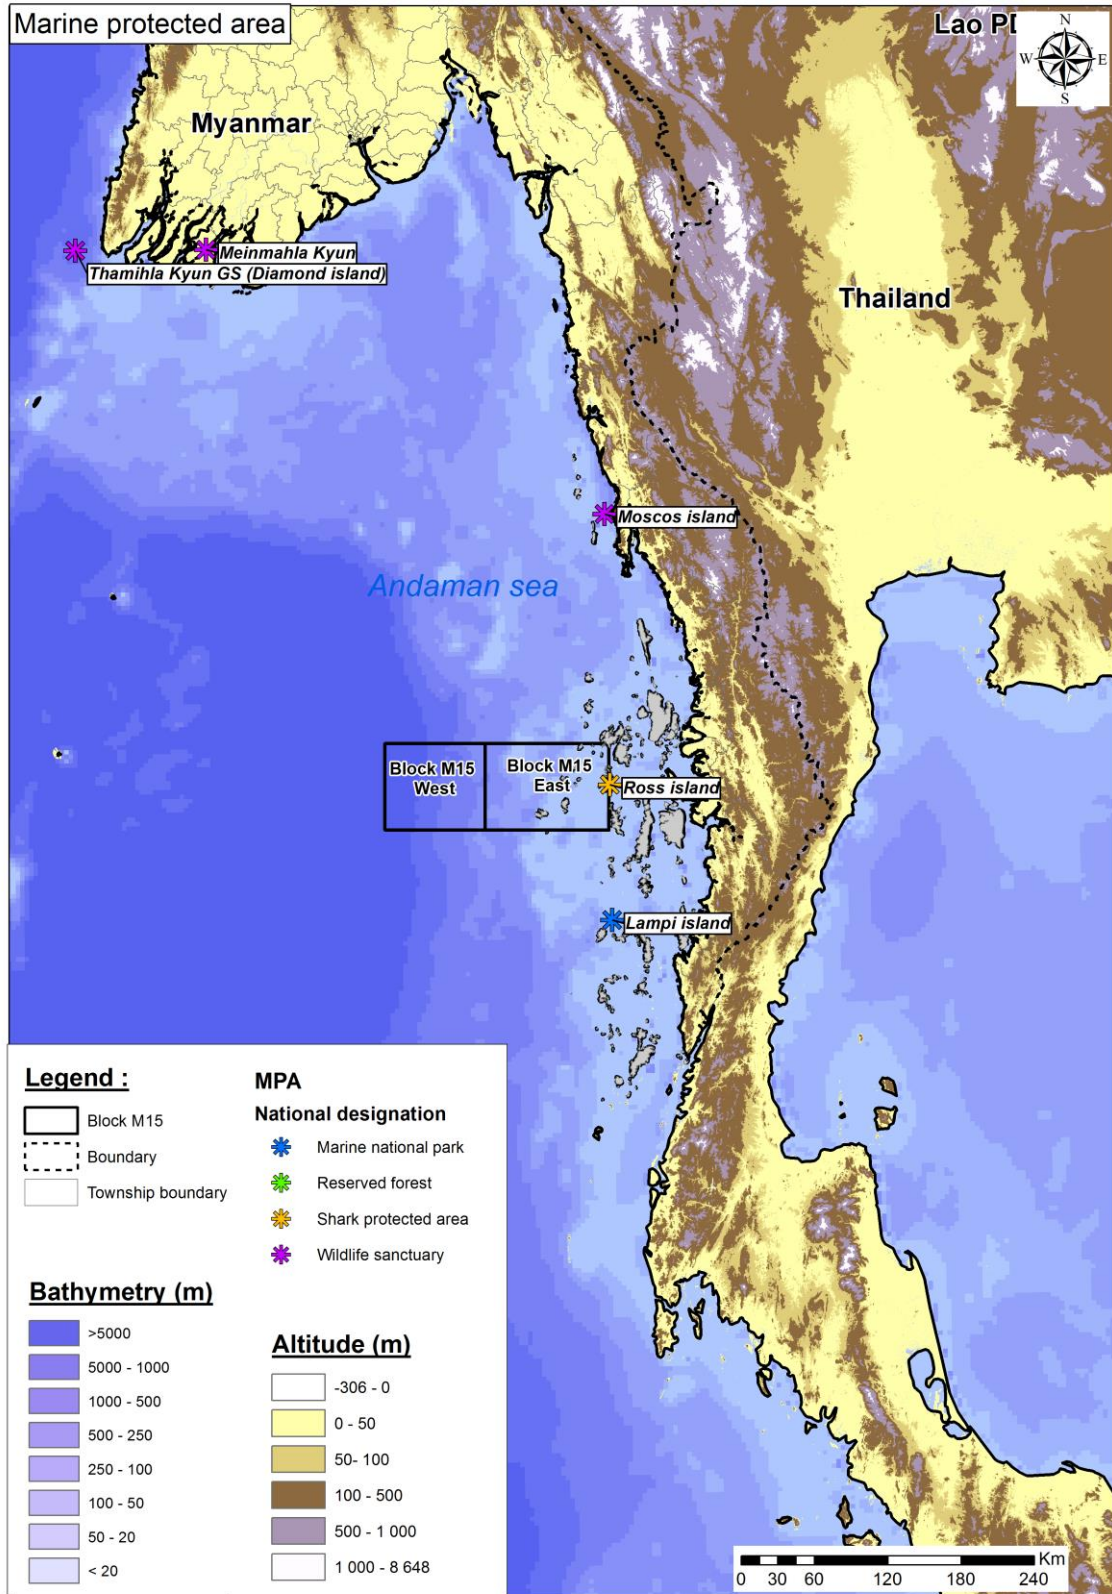 Marine protected area
Lao PD
N
W E
S
Myanmar
Meinmahla Kyun
Thamihla Kyun GS (Diamond island)
Thailand
Moscos island
Andaman sea
Block M15
West
Block M15
East
Ross island
Lampi island
Legend :
Block M15
Boundary
Township boundary
MPA
National designation
Marine national park
Reserved forest
Shark protected area
Wildlife sanctuary
Bathymetry (m)
>5000
5000 - 1000
1000 - 500
500 - 250
250 - 100
100 - 50
50 - 20
< 20
Altitude (m)
-306 - 0
0 - 50
50- 100
100 - 500
500 - 1 000
1 000 - 8 648
Km
0 30 60 120 180 240